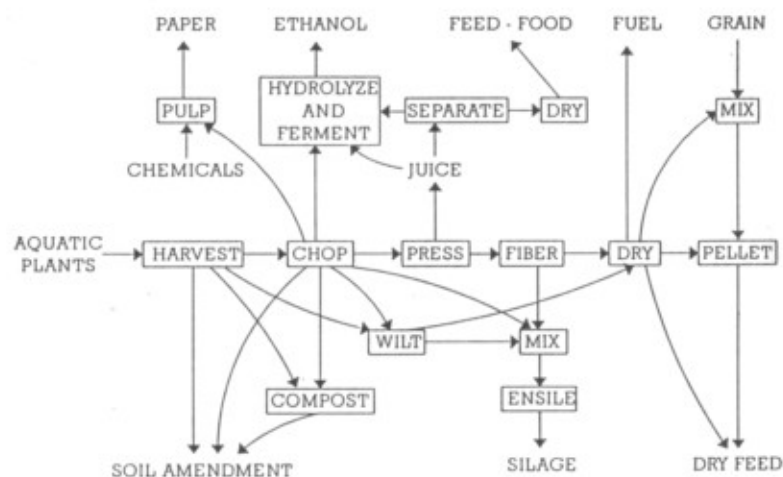 PAPER
ETHANOL
FEED - FOOD
FUEL
GRAIN
HYDROLYZE
AND
FERMENT
PULP
SEPARATE
DRY
MIX
CHEMICALS
JUICE
AQUATIC
PLANTS
HARVEST
CHOP
PRESS
FIBER
DRY
PELLET
WILT
MIX
COMPOST
ENSILE
SOIL AMENDMENT
SILAGE
DRY FEED